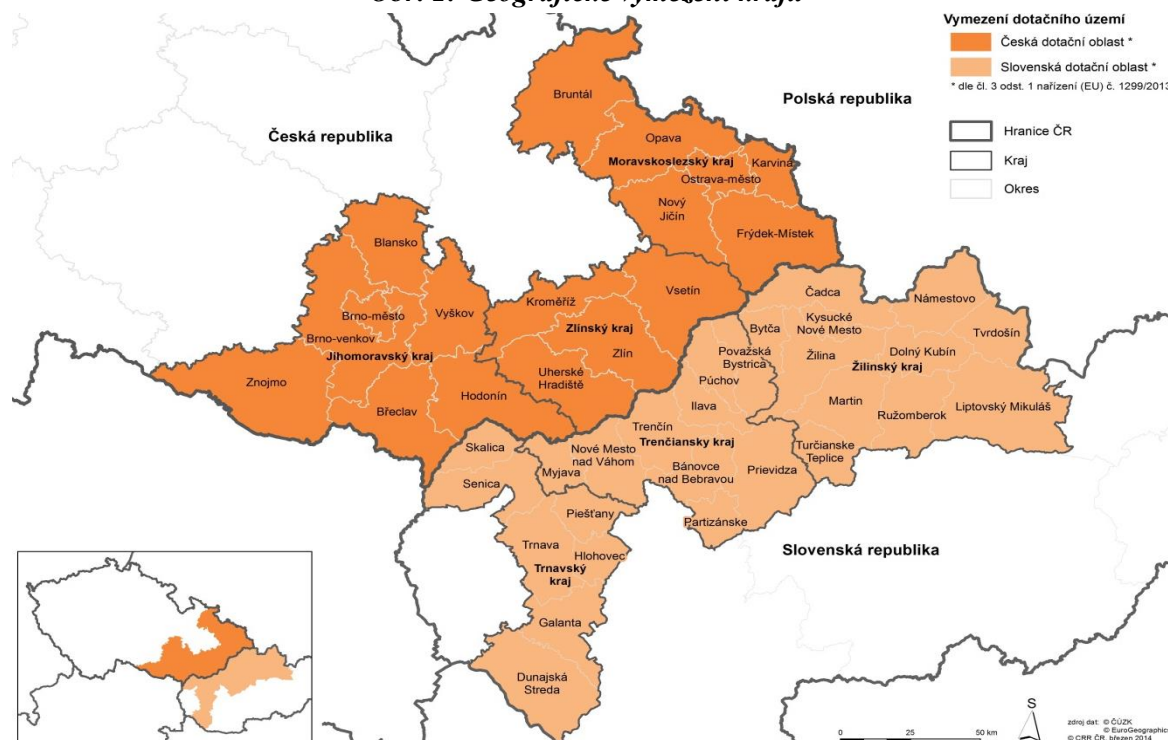 Vymezení dotačního území
Česká dotační oblast *
Slovenská dotační oblast *
* dle čl. 3 odst. 1 nařízení (EU) č. 1299/2013
Hranice ČR
Kraj
Okres
Polská republika
Česká republika
Slovenská republika
Bruntál
Opava
Moravskoslezský kraj
Karviná
Ostrava-město
Nový
Jičín
Frýdek-Místek
Blansko
Brno-město
Vyškov
Brno-venkov
Jihomoravský kraj
Znojmo
Břeclav
Hodonín
Kroměříž
Vsetín
Zlínský kraj
Zlín
Uherské
Hradiště
Čadca
Námestovo
Bytča
Kysucké
Nové Mesto
Tvrdošín
Považská
Bystrica
Žilina
Dolný Kubín
Žilinský kraj
Púchov
Ilava
Martin
Ružomberok
Liptovský Mikuláš
Trenčín
Trenčiansky kraj
Turčianske
Teplice
Skalica
Nové Mesto
nad Váhom
Myjava
Bánovce
nad Bebravou
Prievidza
Senica
Piešťany
Partizánske
Trnava
Hlohovec
Trnavský
kraj
Galanta
Dunajská
Streda
S
0 25 50 km
zdroj dat: © ČÚZK
© EuroGeographics
© CRR ČR, březen 2014